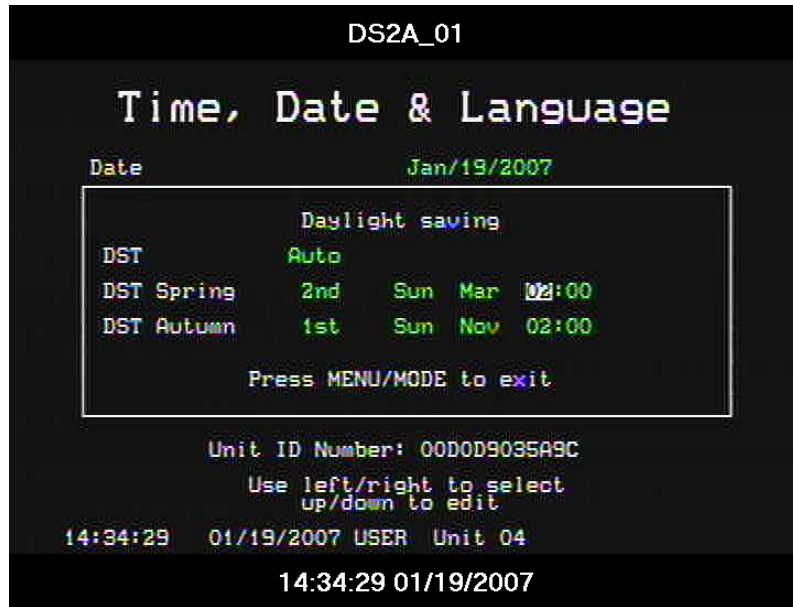 DS2A_01
Time, Date & Language
Date Jan/19/2007
Daylight saving
DST Auto
DST Spring 2nd Sun Mar 02:00
DST Autumn 1st Sun Nov 02:00
Press MENU/MODE to exit
Unit ID Number: 00D0D9035A9C
Use left/right to select
up/down to edit
14:34:29 01/19/2007 USER Unit 04
14:34:29 01/19/2007